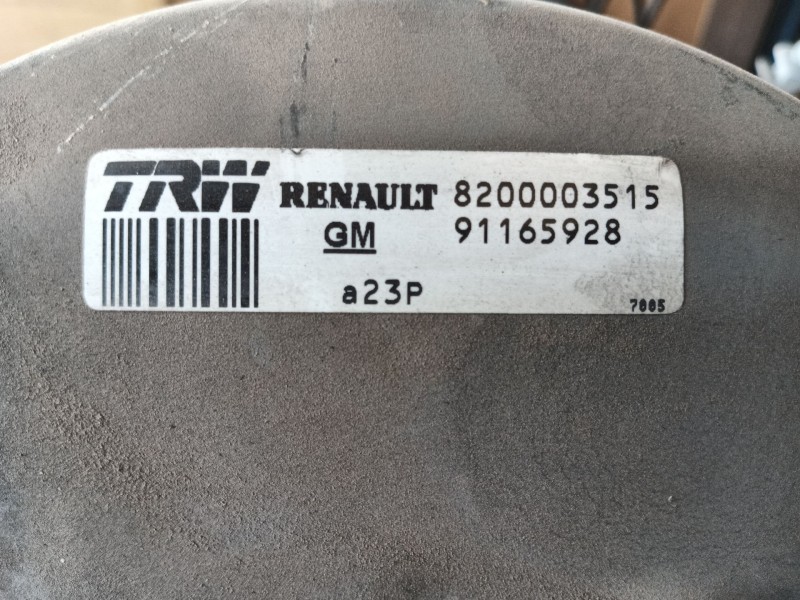 TRW RENAULT 8200003515
GM 91165928
a23P
7005